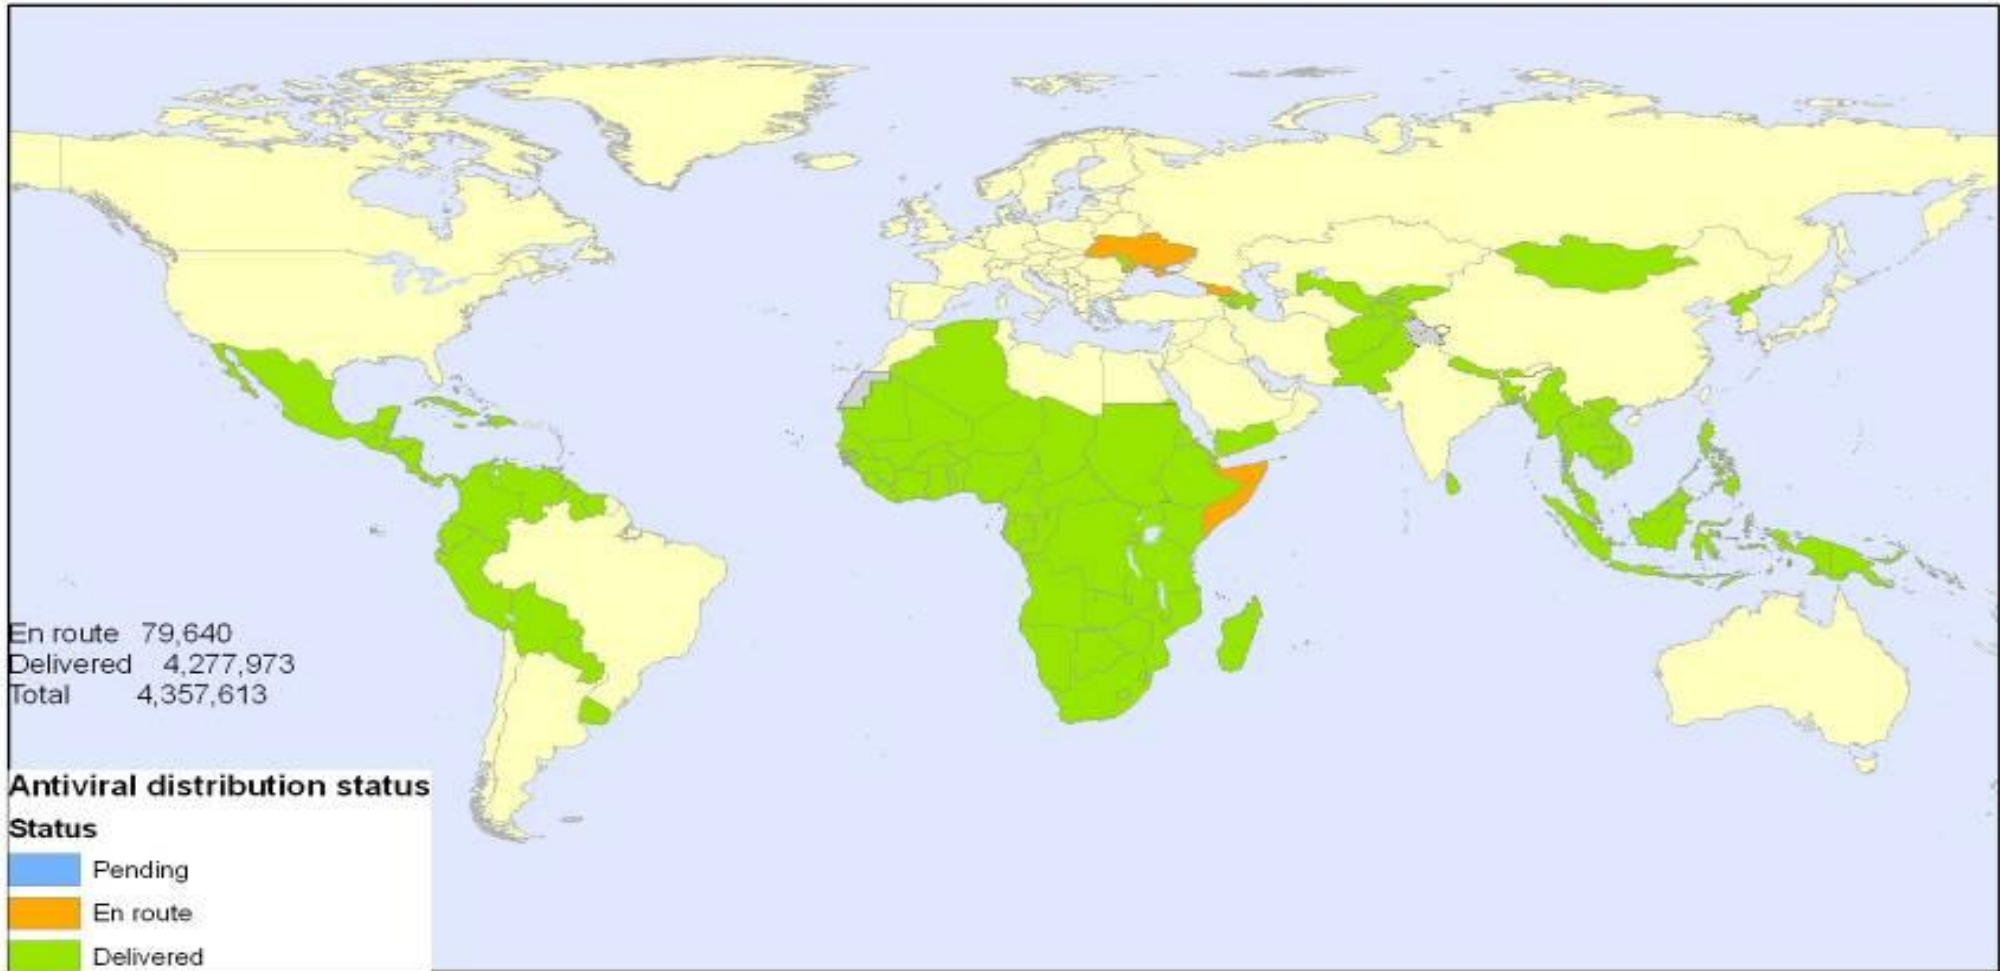 En route 79,640
Delivered 4,277,973
Total 4,357,613
Antiviral distribution status
Status
Pending
En route
Delivered